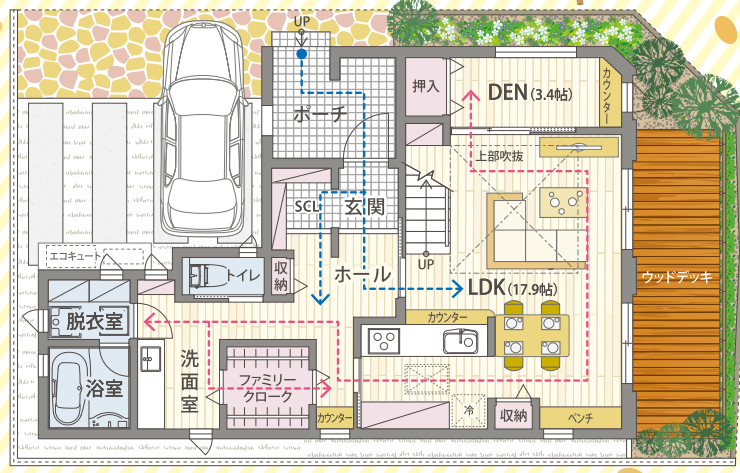 UP
押入
DEN（3.4帖）
カウンター
ポーチ
上部吹抜
SCL
玄関
エコキュート
トイレ
収納
ホール
UP
LDK（17.9帖）
ウッドデッキ
脱衣室
カウンター
洗面室
浴室
ファミリークローク
カウンター
冷
収納
ベンチ